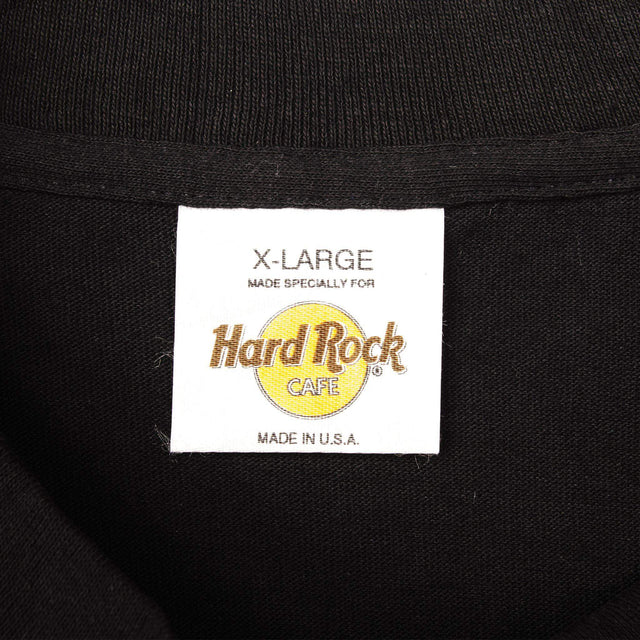 X-LARGE
MADE SPECIALLY FOR
Hard Rock
CAFE ®
MADE IN U.S.A.